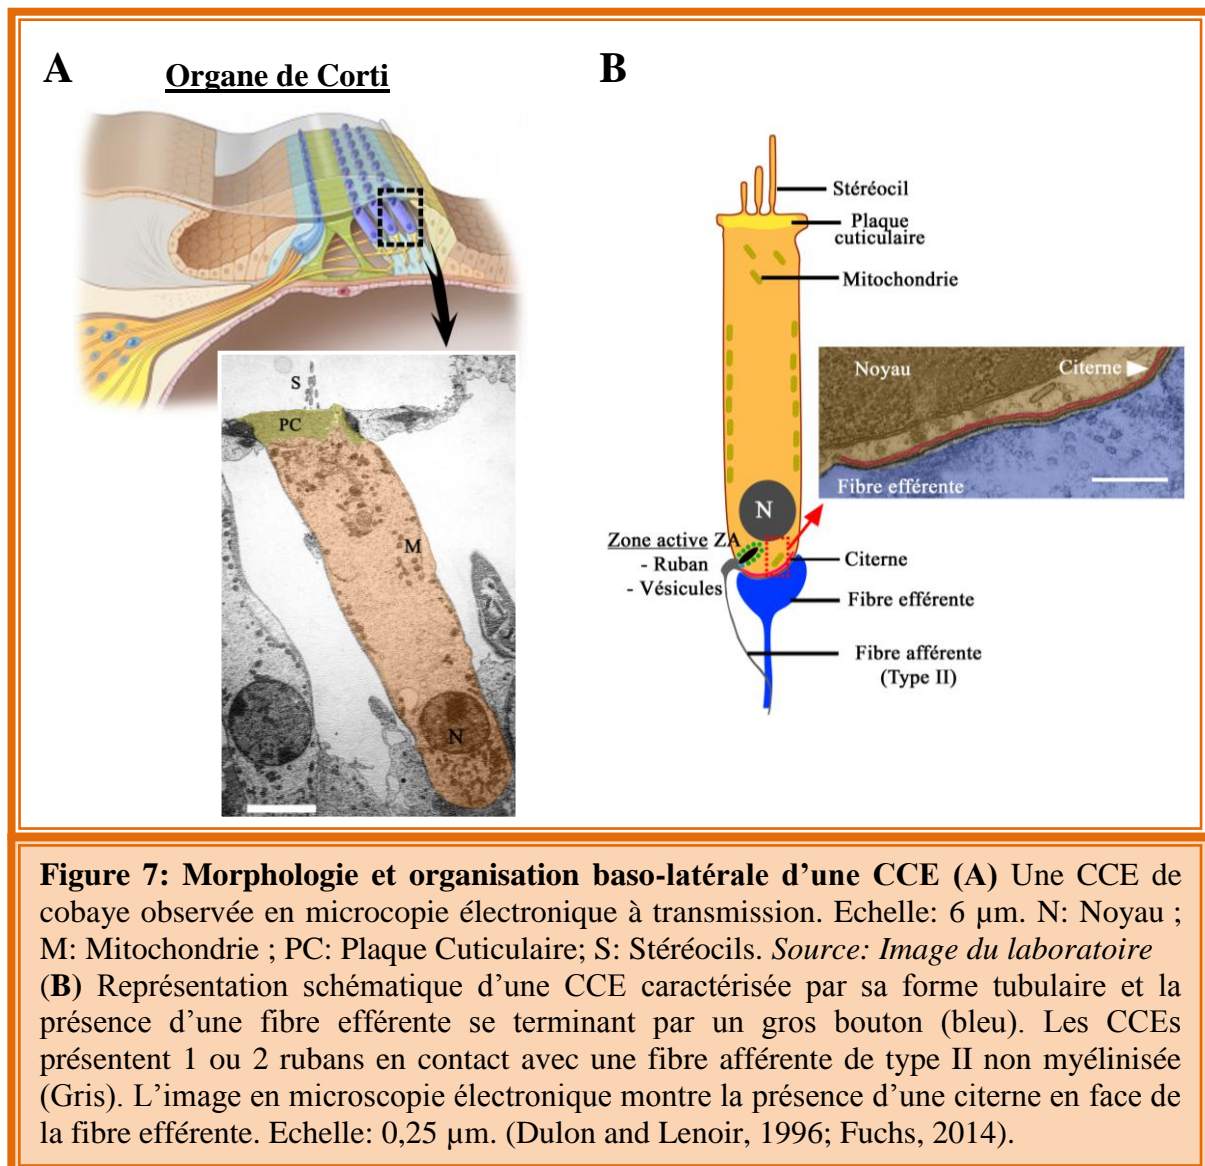 A
Organe de Corti
S
PC
M
N
B
Stéréocil
Plaque
cuticulaire
Mitochondrie
Noyau
Citerne
Fibre efférente
N
Zone active ZA
- Ruban
- Vésicules
Citerne
Fibre efférente
Fibre afférente
(Type II)
Figure 7: Morphologie et organisation baso-latérale d’une CCE (A) Une CCE de
cobaye observée en microcopie électronique à transmission. Echelle: 6 µm. N: Noyau ;
M: Mitochondrie ; PC: Plaque Cuticulaire; S: Stéréocils. Source: Image du laboratoire
(B) Représentation schématique d’une CCE caractérisée par sa forme tubulaire et la
présence d’une fibre efférente se terminant par un gros bouton (bleu). Les CCEs
présentent 1 ou 2 rubans en contact avec une fibre afférente de type II non myélinisée
(Gris). L’image en microscopie électronique montre la présence d’une citerne en face de
la fibre efférente. Echelle: 0,25 µm. (Dulon and Lenoir, 1996; Fuchs, 2014).